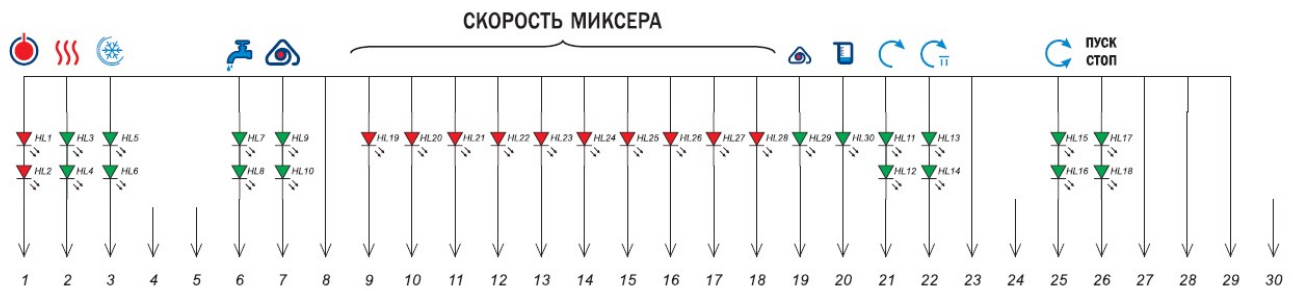 СКОРОСТЬ МИКСЕРА
ПУСК
СТОП
HL1 HL3 HL5 HL7 HL9 HL19 HL20 HL21 HL22 HL23 HL24 HL25 HL26 HL27 HL28 HL29 HL30 HL11 HL13 HL15 HL17
HL2 HL4 HL6 HL8 HL10 HL12 HL14 HL16 HL18
1 2 3 4 5 6 7 8 9 10 11 12 13 14 15 16 17 18 19 20 21 22 23 24 25 26 27 28 29 30